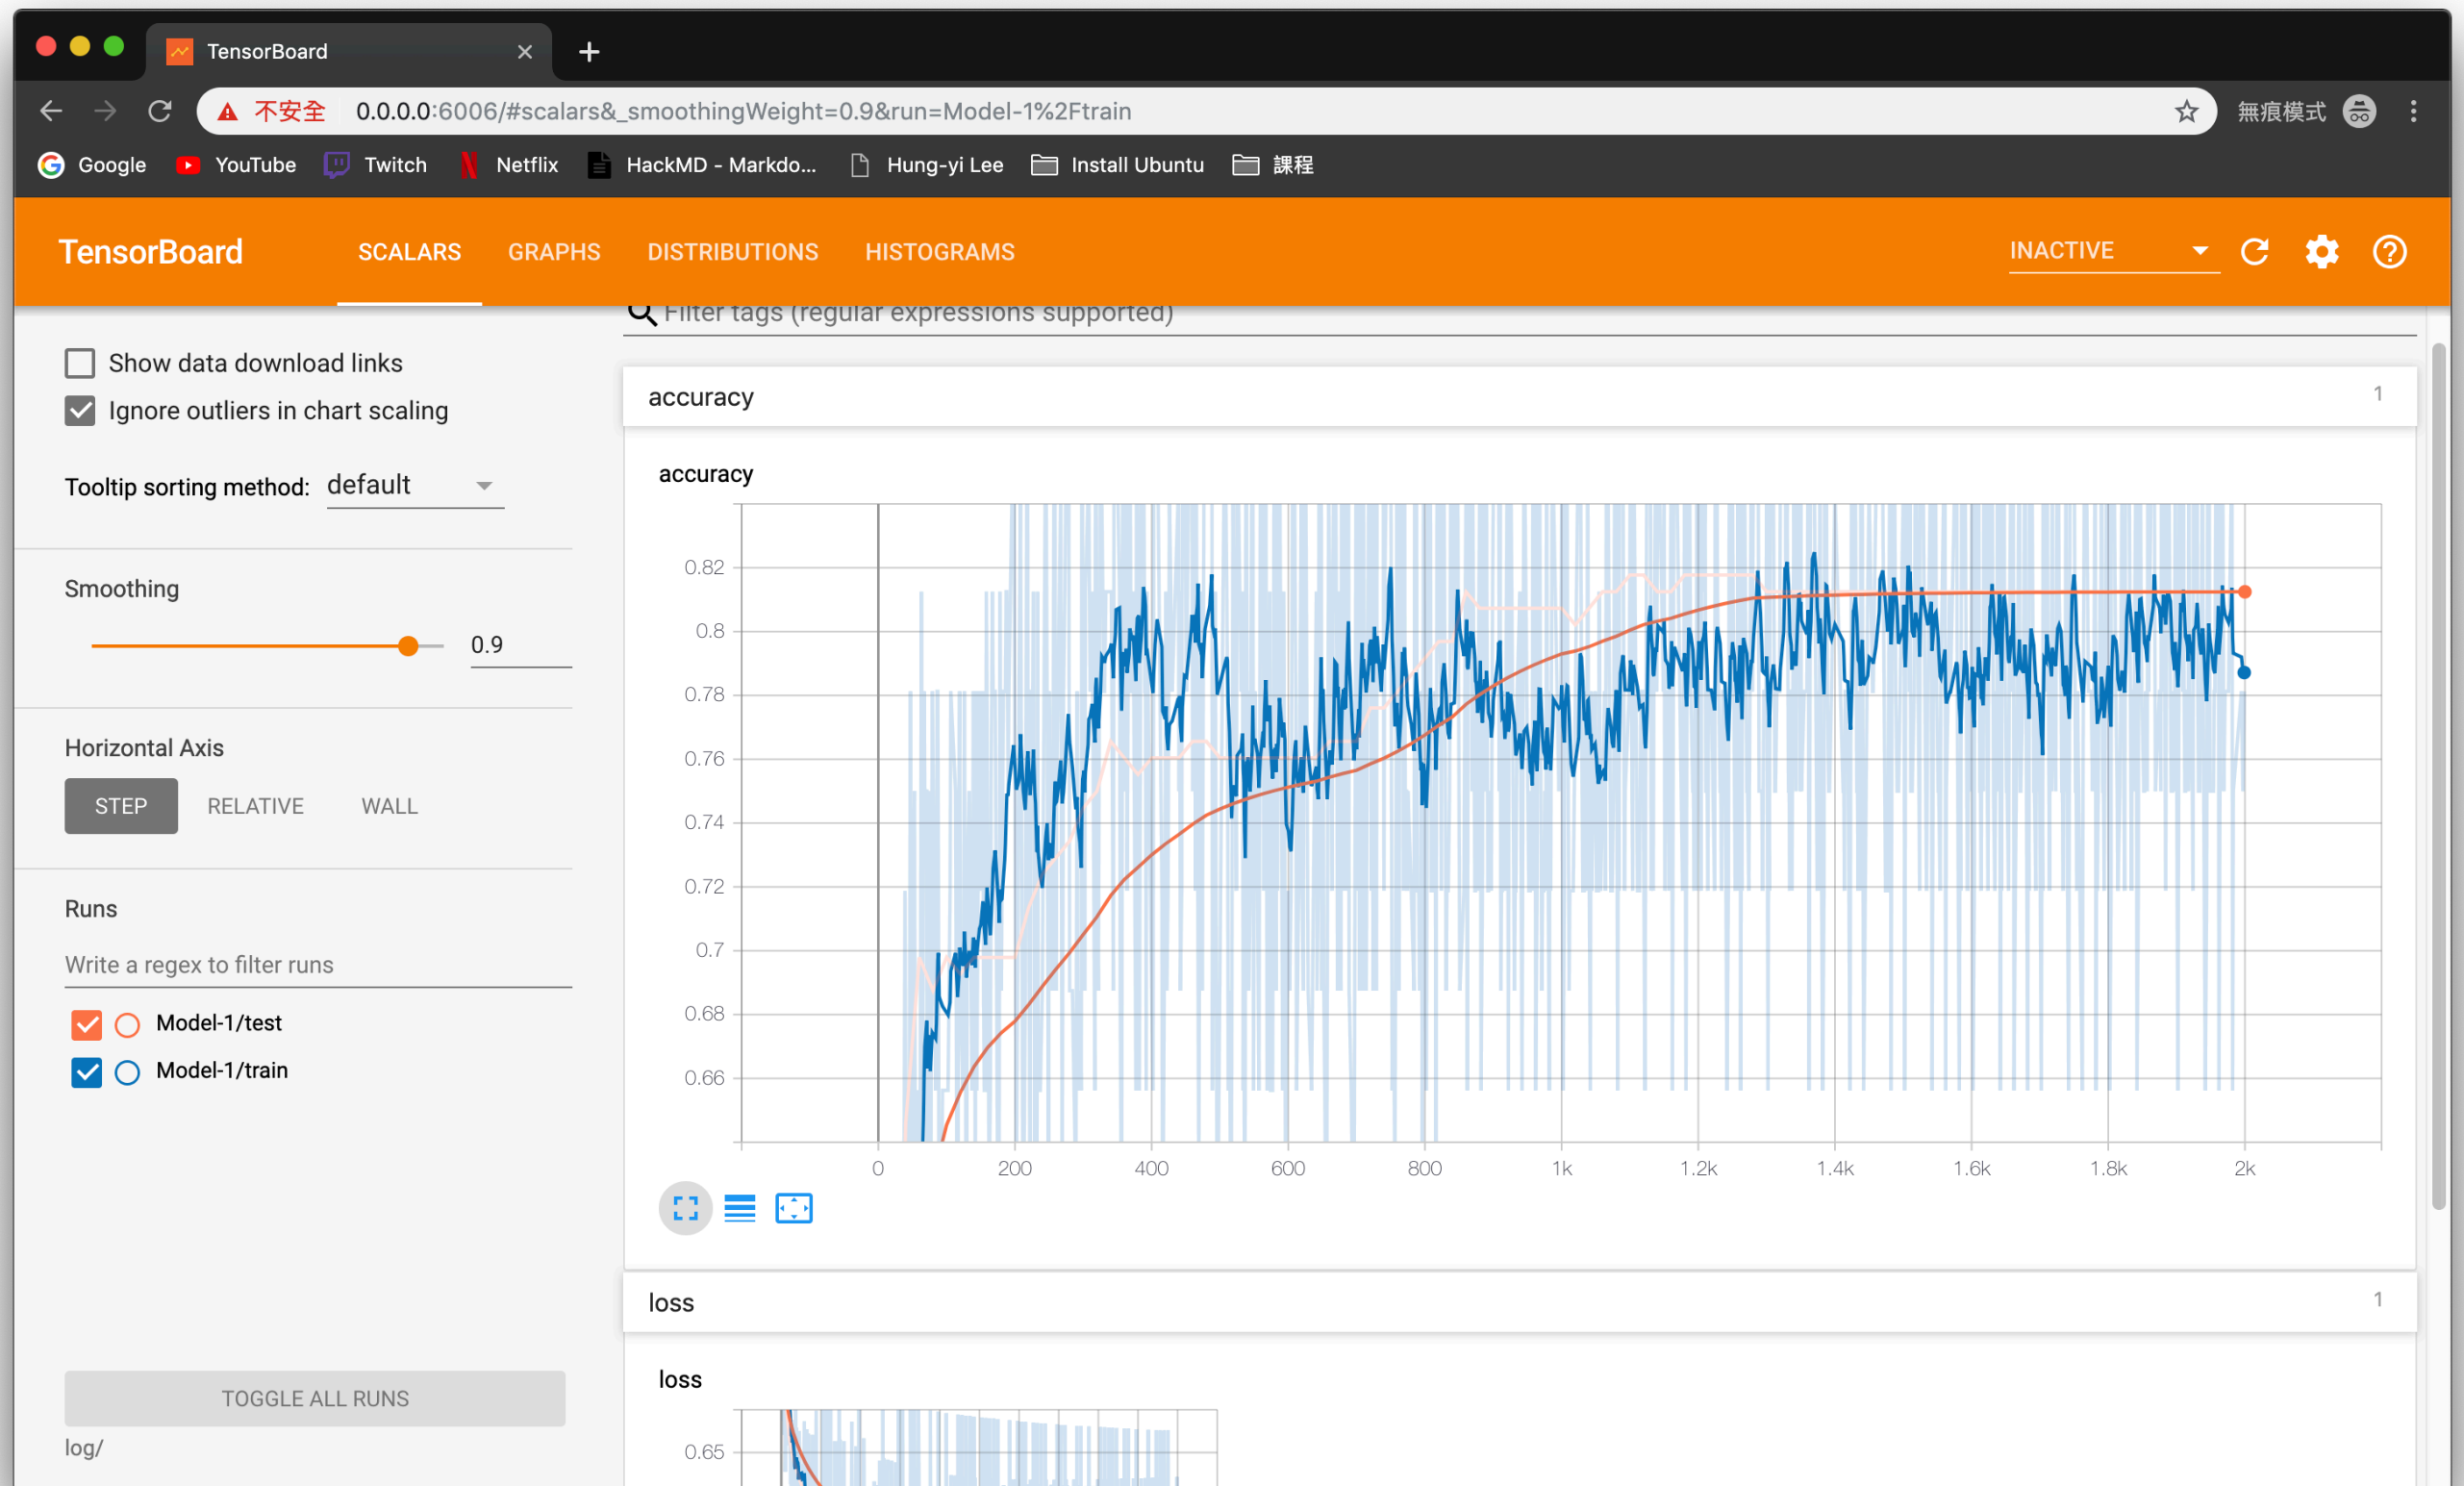 TensorBoard
不安全 0.0.0.0:6006/#scalars&_smoothingWeight=0.9&run=Model-1%2Ftrain 無痕模式
Google YouTube Twitch Netflix HackMD - Markdo... Hung-yi Lee Install Ubuntu 課程
TensorBoard SCALARS GRAPHS DISTRIBUTIONS HISTOGRAMS INACTIVE
Filter tags (regular expressions supported)
Show data download links
Ignore outliers in chart scaling
Tooltip sorting method: default
Smoothing
0.9
Horizontal Axis
STEP RELATIVE WALL
Runs
Write a regex to filter runs
Model-1/test
Model-1/train
TOGGLE ALL RUNS
log/
accuracy 1
accuracy
0.82
0.8
0.78
0.76
0.74
0.72
0.7
0.68
0.66
0 200 400 600 800 1k 1.2k 1.4k 1.6k 1.8k 2k
loss 1
loss
0.65